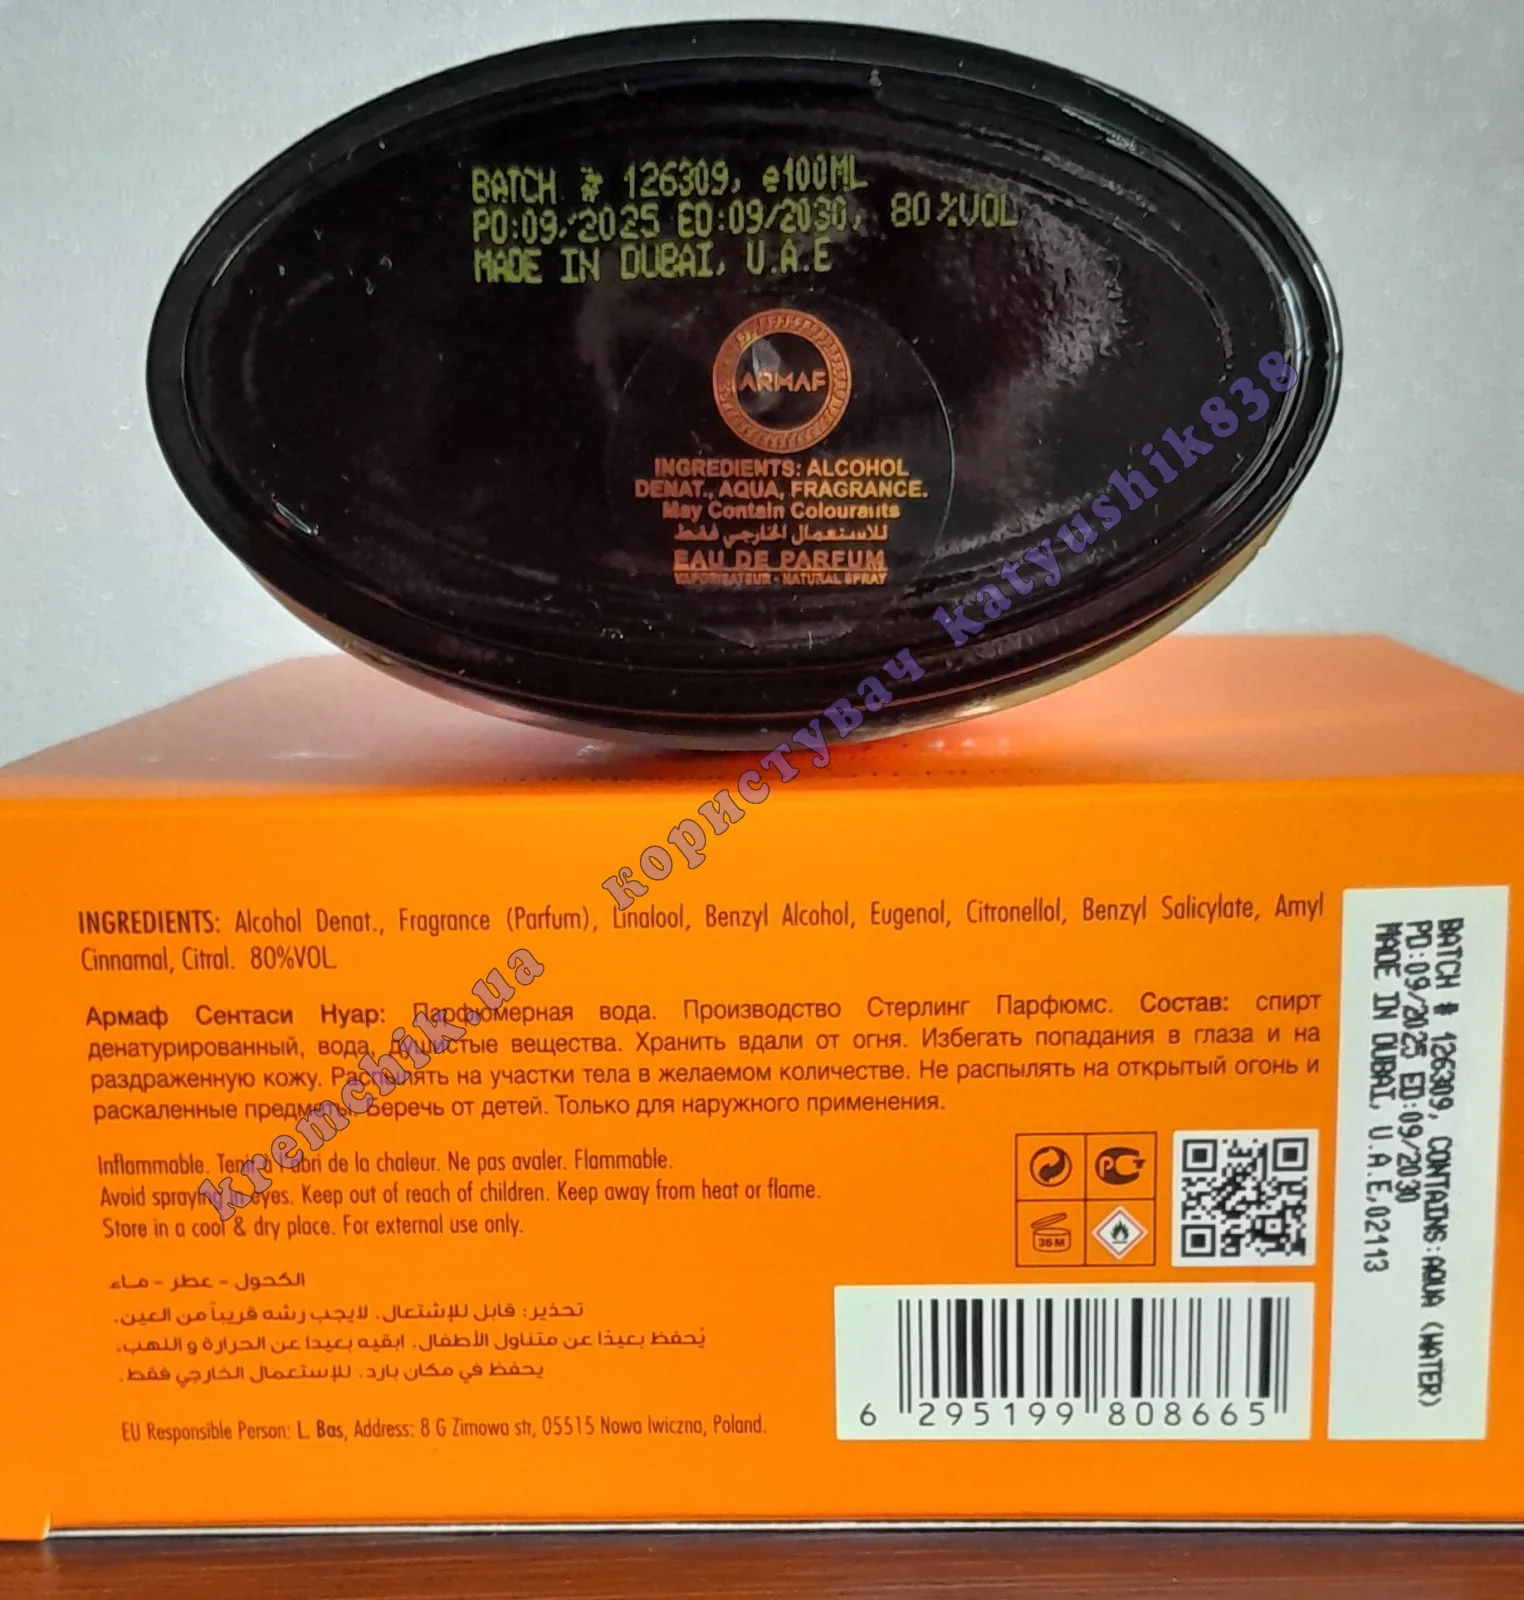 BATCH # 126309, e100ML
PD:09/2025 ED:09/2030, 80%VOL
MADE IN DUBAI, U.A.E
ARMAF
INGREDIENTS: ALCOHOL
DENAT., AQUA, FRAGRANCE.
May Contain Colourants
للاستعمال الخارجي فقط
EAU DE PARFUM
VAPORISATEUR - NATURAL SPRAY
користувач katyushik838
kremchik.ua
INGREDIENTS: Alcohol Denat., Fragrance (Parfum), Linalool, Benzyl Alcohol, Eugenol, Citronellol, Benzyl Salicylate, Amyl
Cinnamal, Citral. 80%VOL.
Армаф Сентаси Нуар: Парфюмерная вода. Производство Стерлинг Парфюмс. Состав: спирт
денатурированный, вода, душистые вещества. Хранить вдали от огня. Избегать попадания в глаза и на
раздраженную кожу. Распылять на участки тела в желаемом количестве. Не распылять на открытый огонь и
раскаленные предметы. Беречь от детей. Только для наружного применения.
Inflammable. Tenir à l'abri de la chaleur. Ne pas avaler. Flammable.
Avoid spraying in eyes. Keep out of reach of children. Keep away from heat or flame.
Store in a cool & dry place. For external use only.
الكحول - عطر - ماء
تحذير: قابل للإشتعال. لايجب رشه قريباً من العين.
يُحفظ بعيدًا عن متناول الأطفال. ابقيه بعيدا عن الحرارة و اللهب.
يحفظ في مكان بارد. للإستعمال الخارجي فقط.
EU Responsible Person: L. Bas, Address: 8 G Zimowa str, 05515 Nowa Iwiczna, Poland.
36 M
6 295199 808665
BATCH # 126309, CONTAINS:AQUA (WATER)
PD:09/2025 ED:09/2030
MADE IN DUBAI, U.A.E,02113